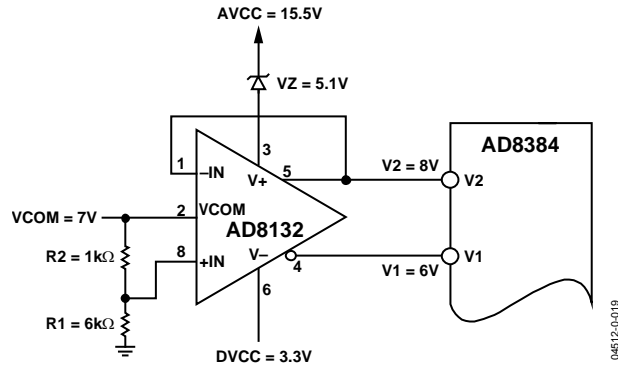 AVCC = 15.5V
VZ = 5.1V
3
1
–IN
V+
5
V2 = 8V
AD8384
V2
VCOM = 7V
2
VCOM
AD8132
R2 = 1kΩ
8
+IN
V–
4
V1 = 6V
V1
6
R1 = 6kΩ
DVCC = 3.3V
04512-0-019